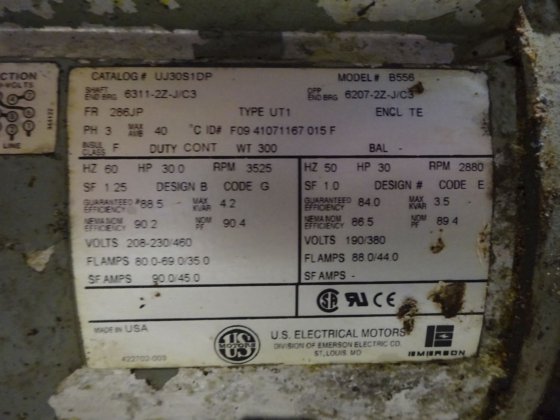 CATALOG # UJ30S1DP MODEL # B556
SHAFT END BRG 6311-2Z-J/C3 OPP END BRG 6207-2Z-J/C3
FR 286JP TYPE UT1 ENCL TE
PH 3 MAX AMB 40 °C ID# F09 41071167 015 F
INSUL CLASS F DUTY CONT WT 300 BAL -
HZ 60 HP 30.0 RPM 3525
SF 1.25 DESIGN B CODE G
GUARANTEED EFFICIENCY 88.5 MAX KVAR 4.2
NEMA NOM EFFICIENCY 90.2 NOM PF 90.4
VOLTS 208-230/460
FL AMPS 80.0-69.0/35.0
SF AMPS 90.0/45.0
HZ 50 HP 30 RPM 2880
SF 1.0 DESIGN # CODE E
GUARANTEED EFFICIENCY 84.0 MAX KVAR 3.5
NEMA NOM EFFICIENCY 86.5 NOM PF 89.4
VOLTS 190/380
FL AMPS 88.0/44.0
SF AMPS -
MADE IN USA
US MOTORS
U.S. ELECTRICAL MOTORS
DIVISION OF EMERSON ELECTRIC CO.
ST. LOUIS, MO
EMERSON
LINE